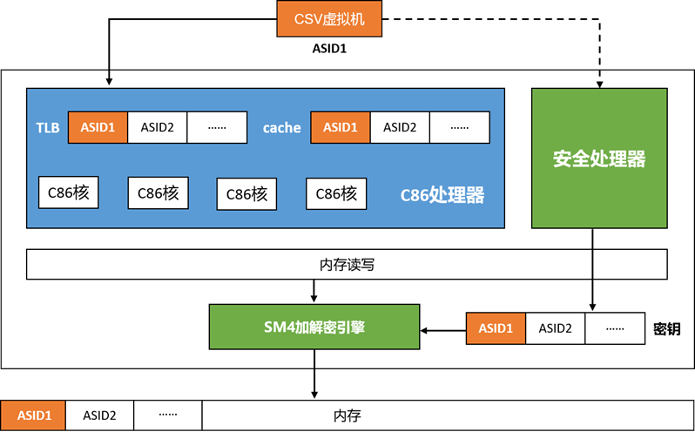 CSV虚拟机
ASID1
TLB
ASID1
ASID2
……
cache
ASID1
ASID2
……
安全处理器
C86核
C86核
C86核
C86核
C86处理器
内存读写
SM4加解密引擎
ASID1
ASID2
……
密钥
ASID1
ASID2
……
内存